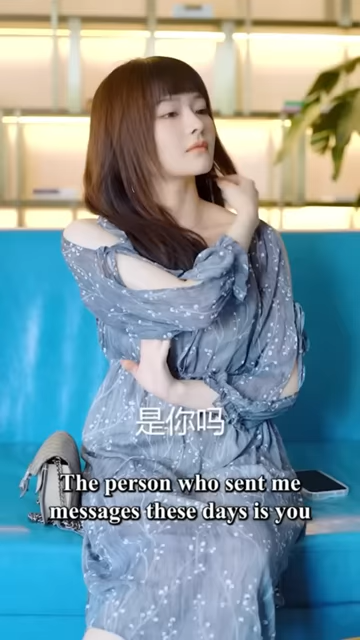 是你吗
The person who sent me
messages these days is you